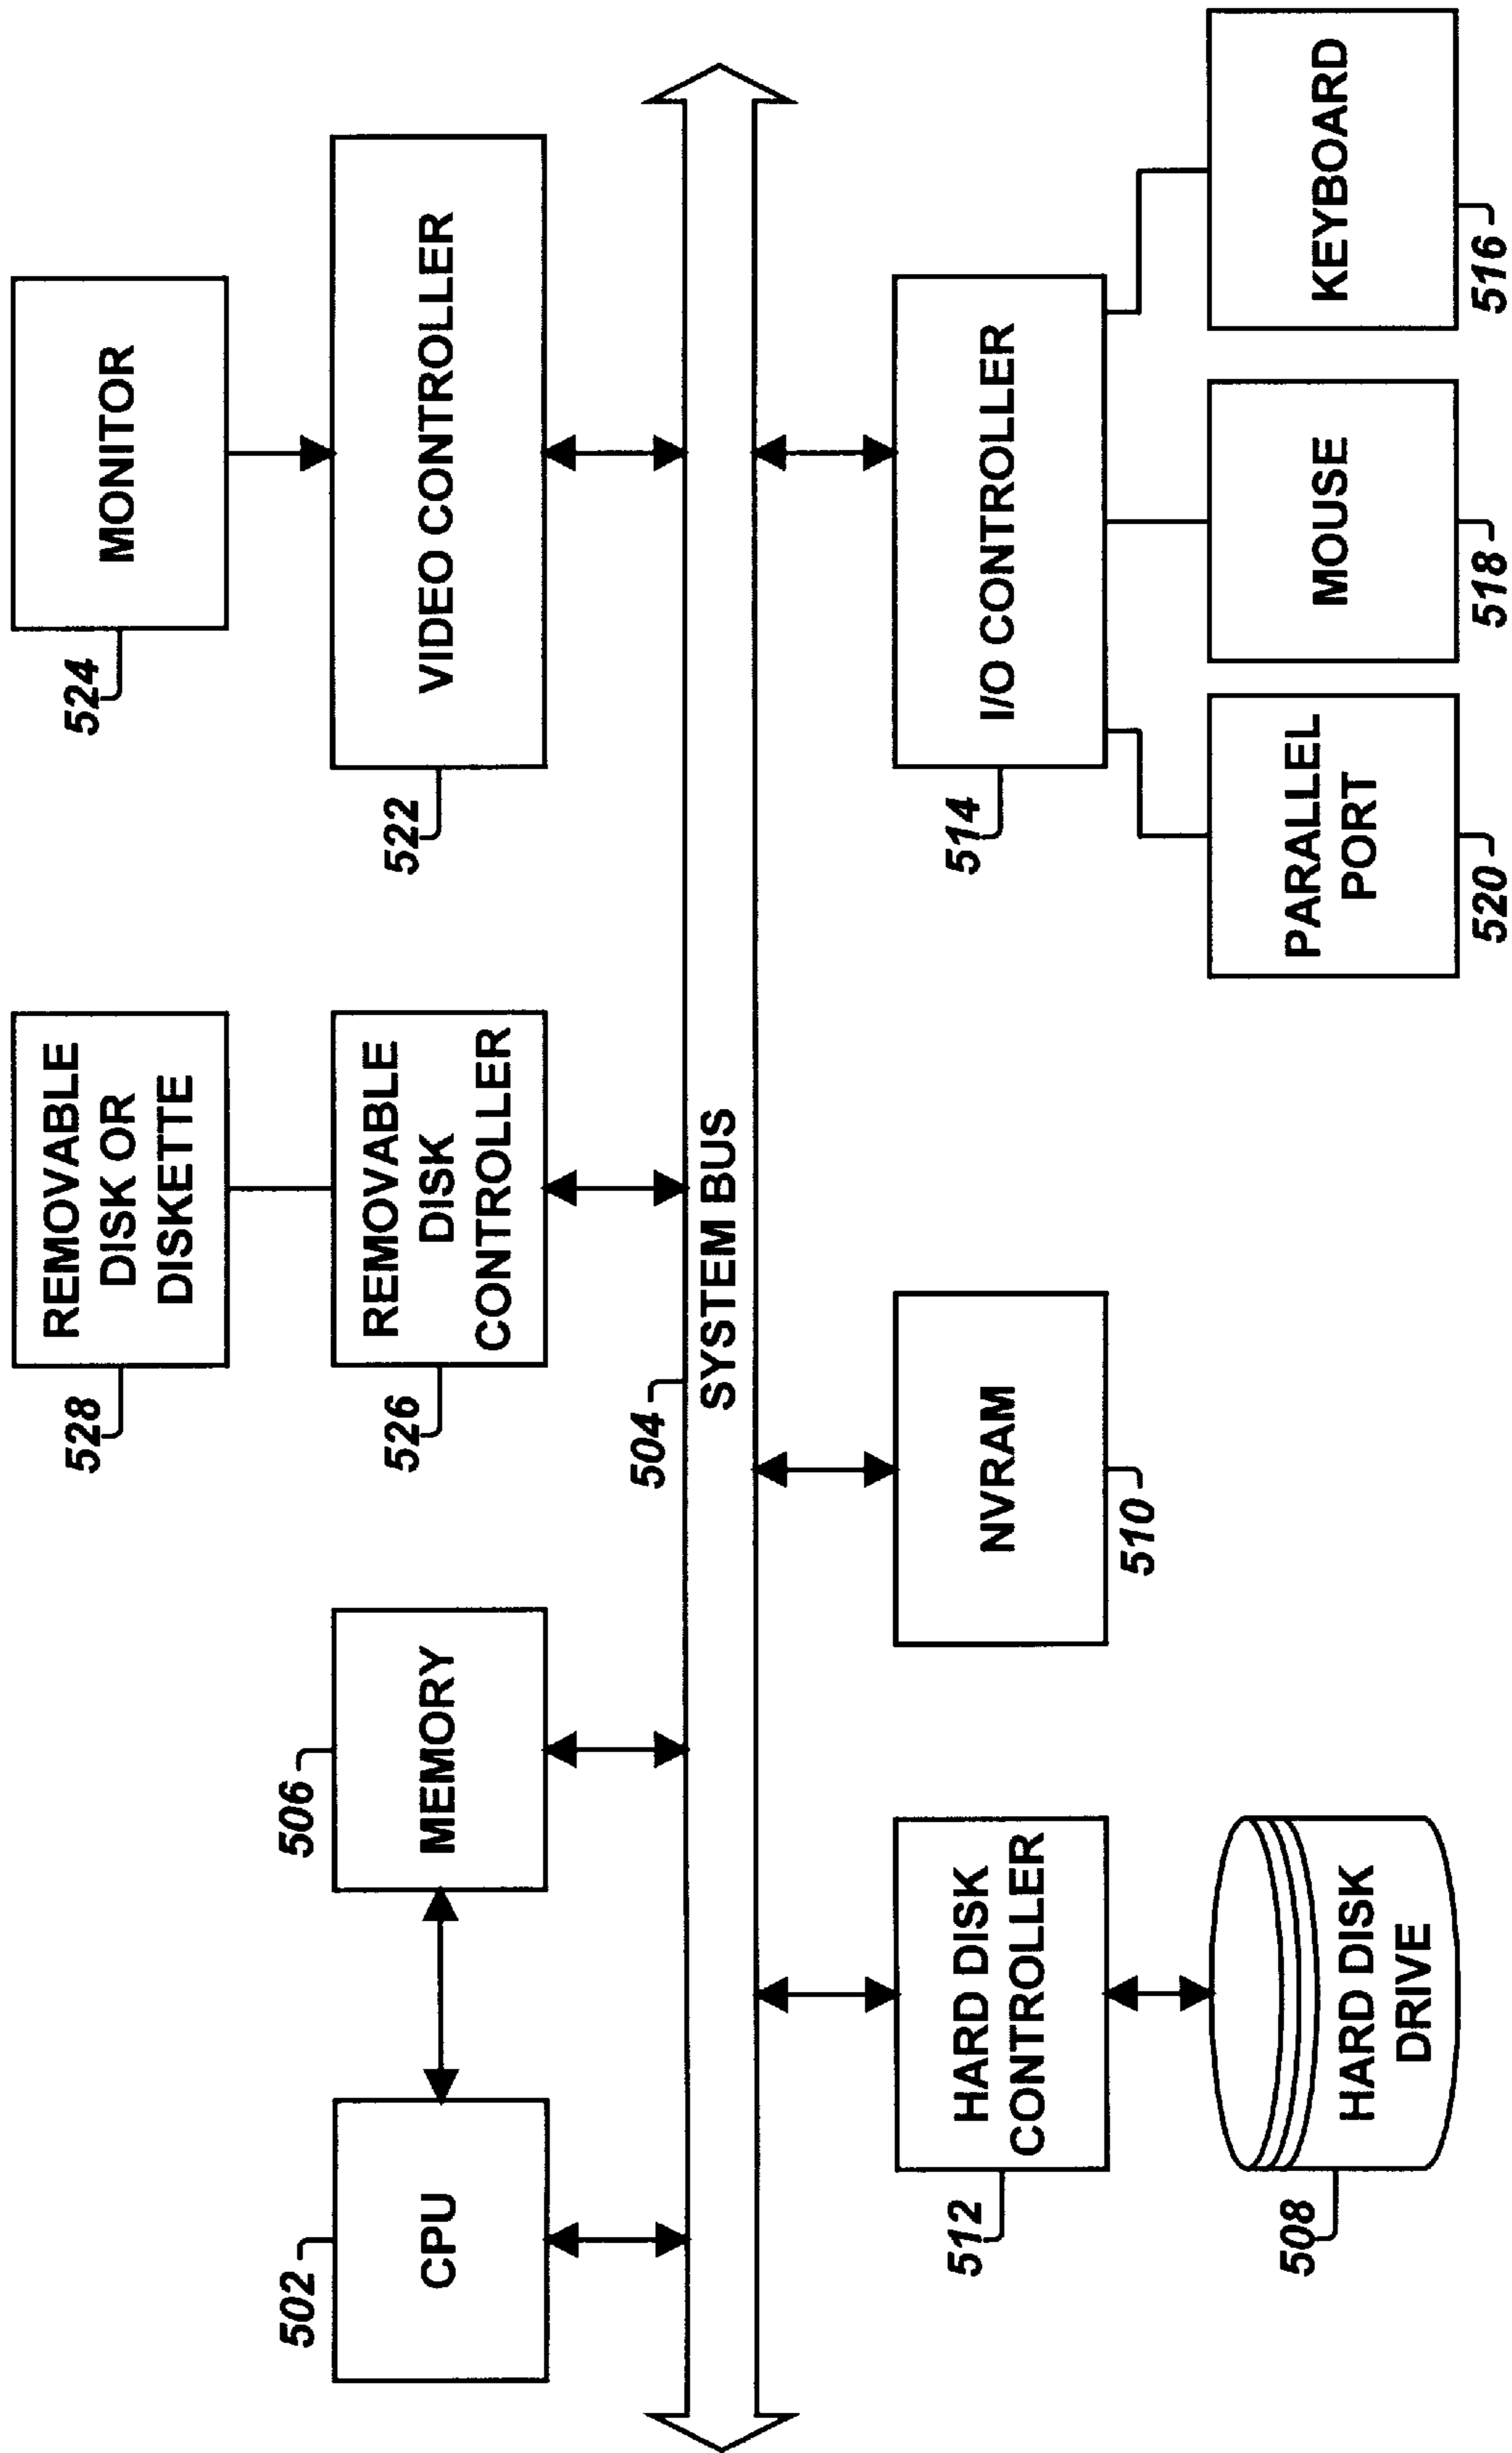 528
REMOVABLE
DISK OR
DISKETTE
524
MONITOR
502
CPU
506
MEMORY
526
REMOVABLE
DISK
CONTROLLER
522
VIDEO CONTROLLER
504
SYSTEM BUS
512
HARD DISK
CONTROLLER
NVRAM
510
514
I/O CONTROLLER
508
HARD DISK
DRIVE
PARALLEL
PORT
520
MOUSE
518
KEYBOARD
516